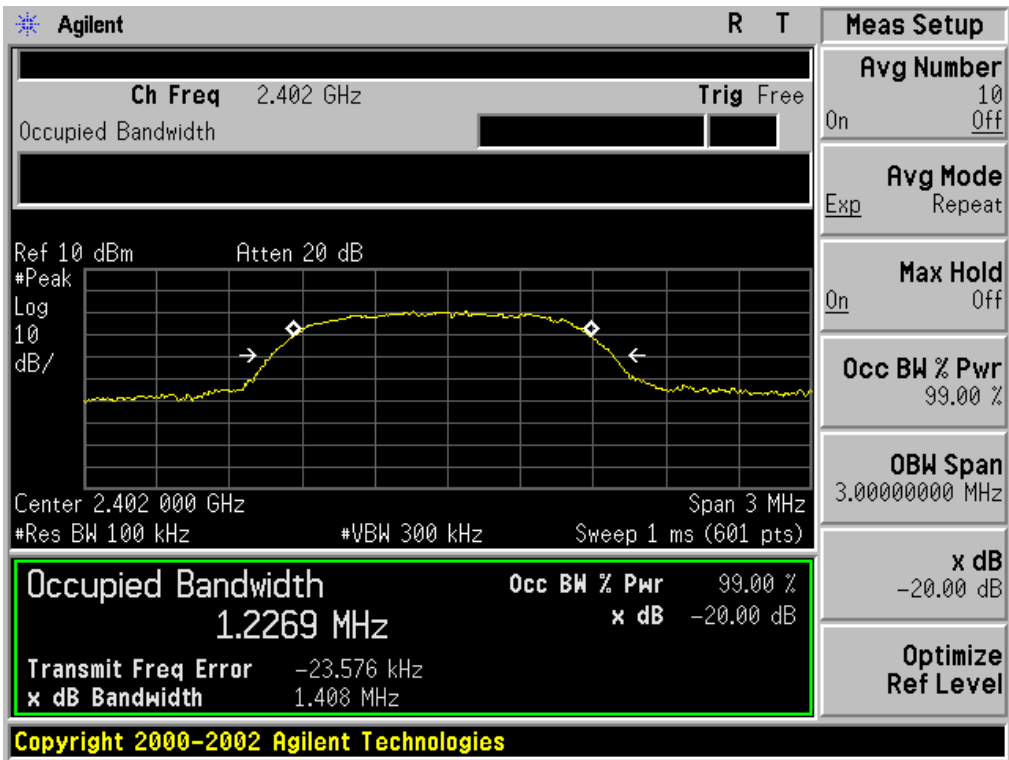 Agilent R T Meas Setup
Ch Freq 2.402 GHz Trig Free
Occupied Bandwidth
Ref 10 dBm Atten 20 dB
#Peak
Log
10
dB/
Center 2.402 000 GHz Span 3 MHz
#Res BW 100 kHz #VBW 300 kHz Sweep 1 ms (601 pts)
Occupied Bandwidth Occ BW % Pwr 99.00 %
1.2269 MHz x dB -20.00 dB
Transmit Freq Error -23.576 kHz
x dB Bandwidth 1.408 MHz
Copyright 2000-2002 Agilent Technologies
Avg Number
10
On Off
Avg Mode
Exp Repeat
Max Hold
On Off
Occ BW % Pwr
99.00 %
OBW Span
3.00000000 MHz
x dB
-20.00 dB
Optimize
Ref Level